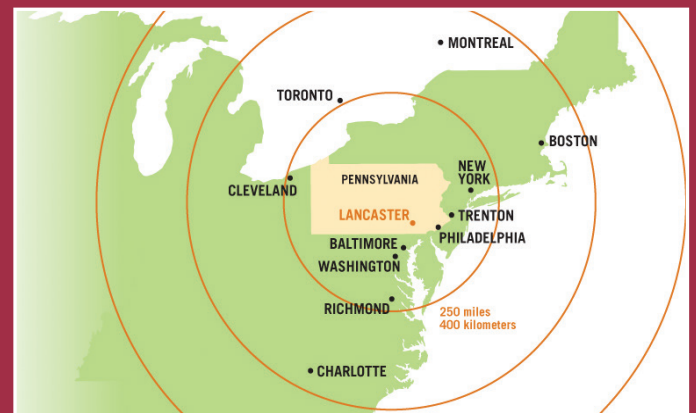 MONTREAL
TORONTO
BOSTON
NEW
YORK
CLEVELAND
PENNSYLVANIA
LANCASTER
TRENTON
PHILADELPHIA
BALTIMORE
WASHINGTON
RICHMOND
250 miles
400 kilometers
CHARLOTTE